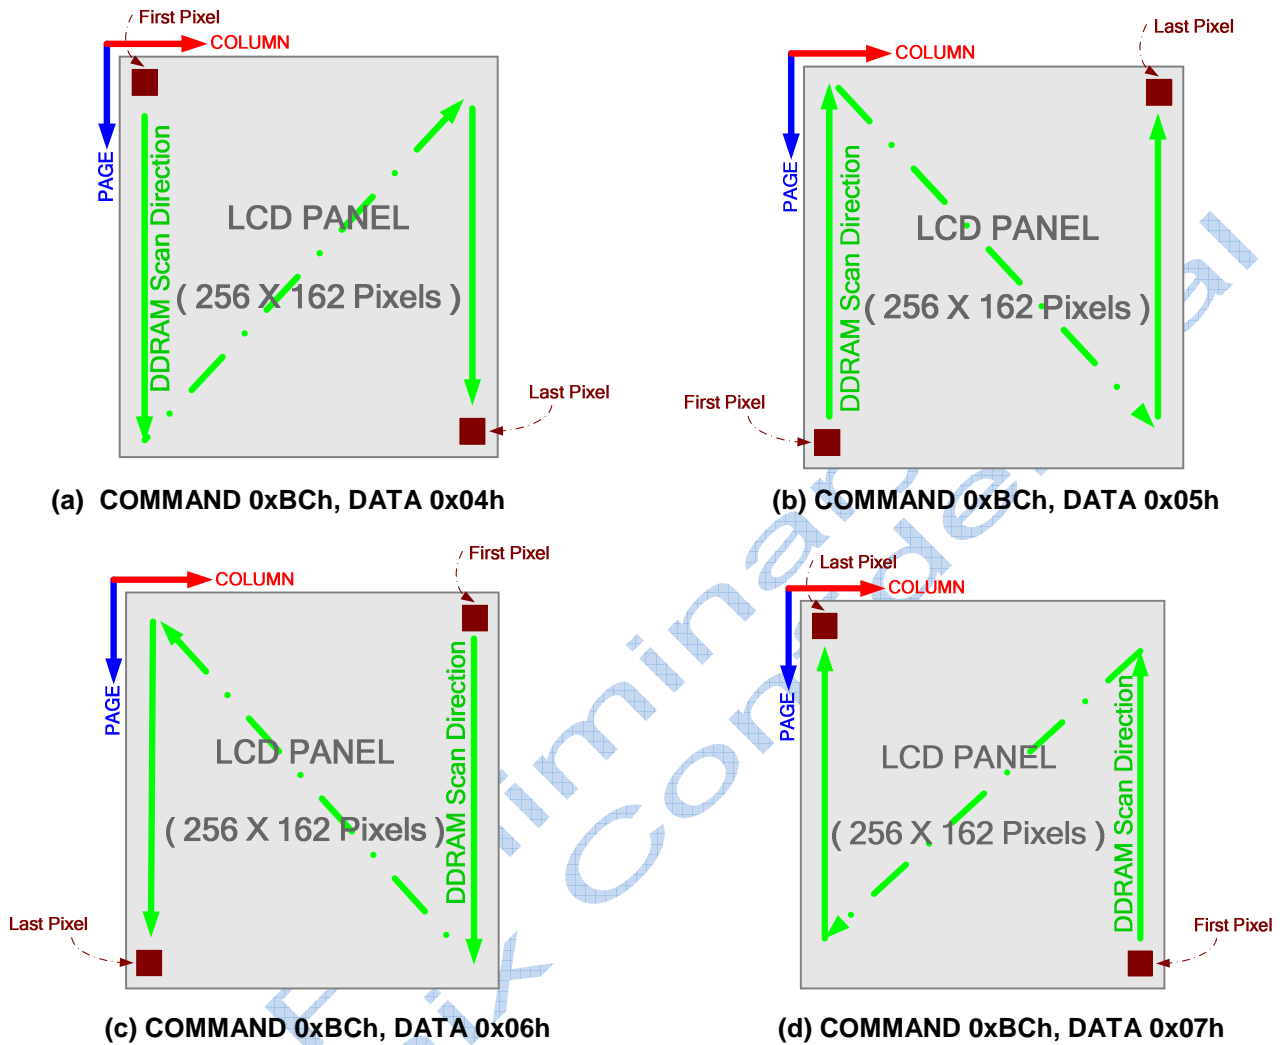 First Pixel
COLUMN
PAGE
DDRAM Scan Direction
LCD PANEL
( 256 X 162 Pixels )
Last Pixel
(a) COMMAND 0xBCh, DATA 0x04h
Last Pixel
COLUMN
PAGE
DDRAM Scan Direction
LCD PANEL
( 256 X 162 Pixels )
First Pixel
(b) COMMAND 0xBCh, DATA 0x05h
First Pixel
COLUMN
PAGE
DDRAM Scan Direction
LCD PANEL
( 256 X 162 Pixels )
Last Pixel
(c) COMMAND 0xBCh, DATA 0x06h
Last Pixel
COLUMN
PAGE
DDRAM Scan Direction
LCD PANEL
( 256 X 162 Pixels )
First Pixel
(d) COMMAND 0xBCh, DATA 0x07h